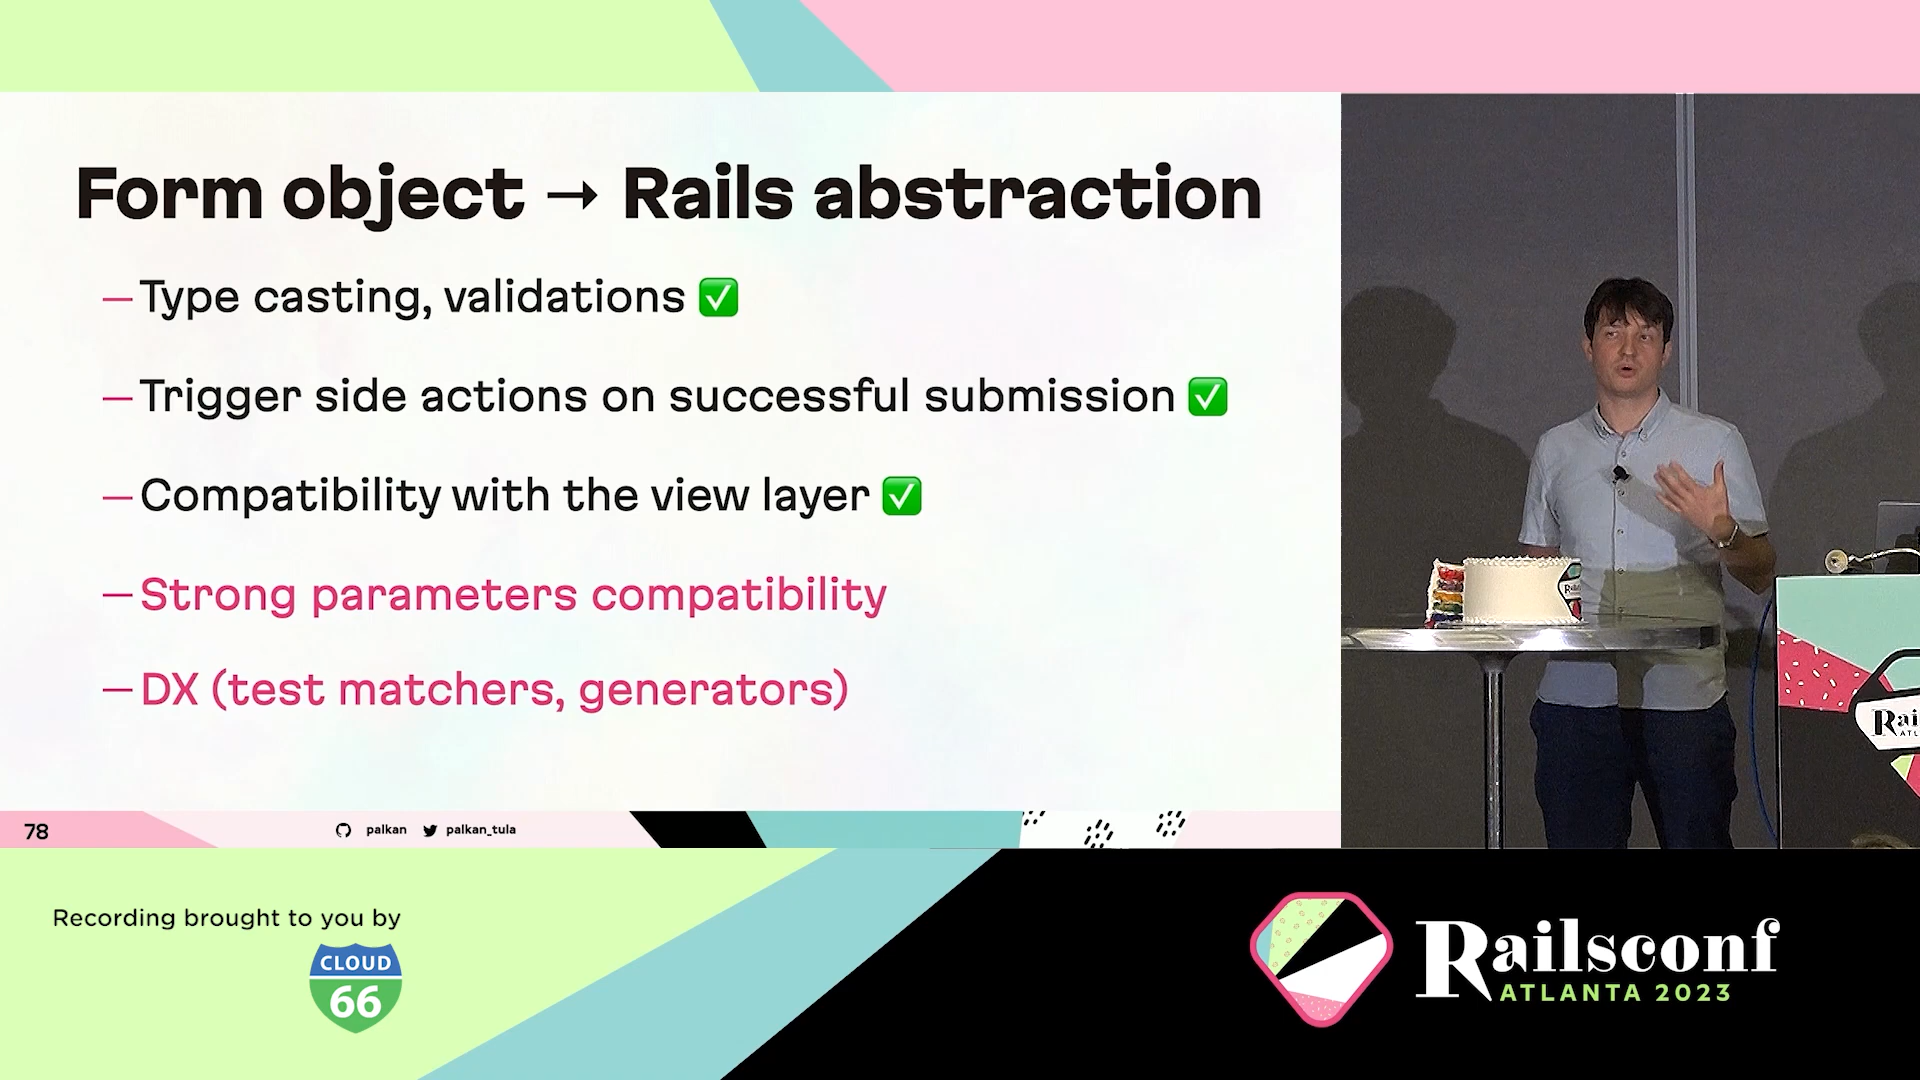 Form object → Rails abstraction
— Type casting, validations ✅
— Trigger side actions on successful submission ✅
— Compatibility with the view layer ✅
— Strong parameters compatibility
— DX (test matchers, generators)
78
palkan palkan_tula
Recording brought to you by
CLOUD
66
Railsconf
ATLANTA 2023